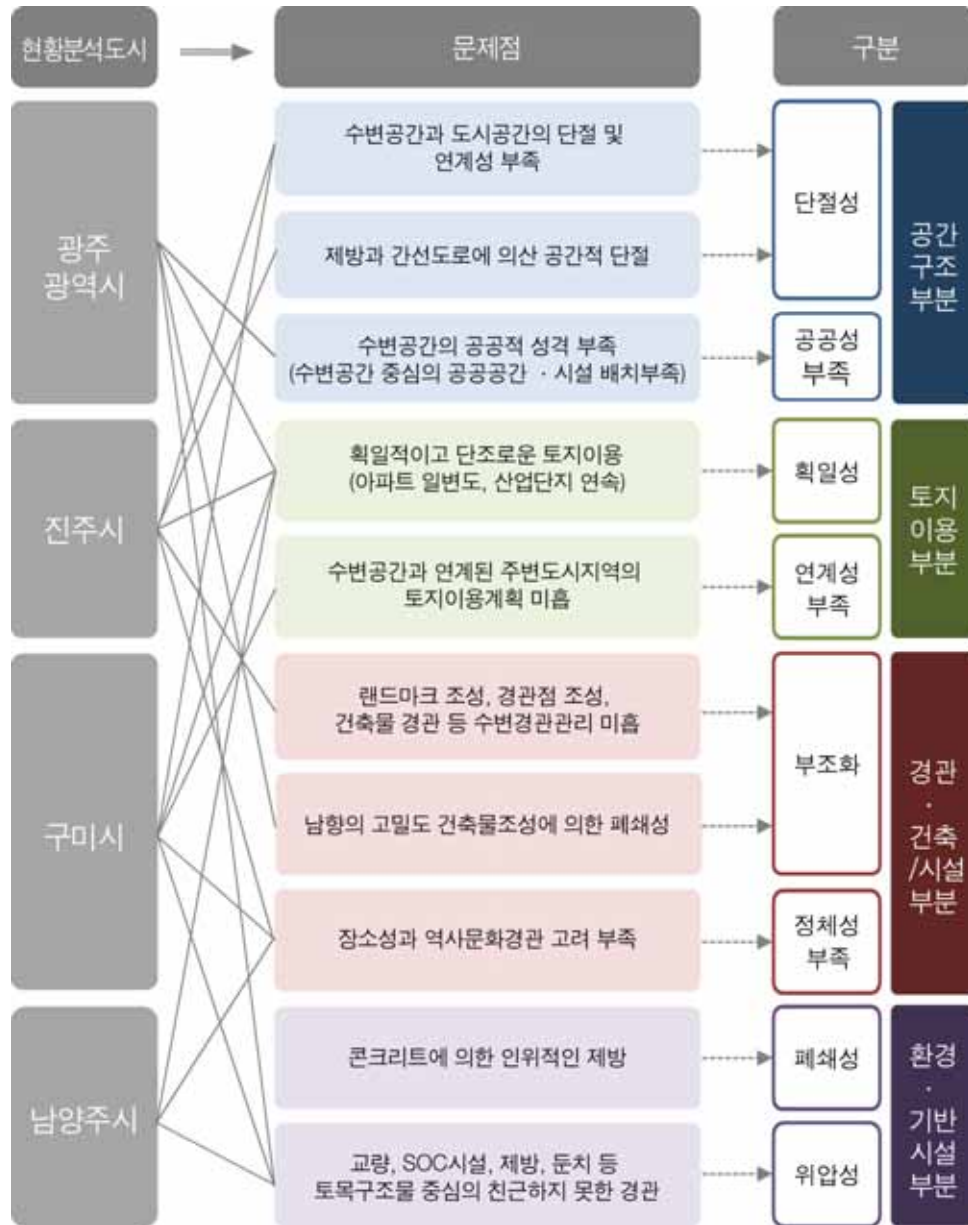 현황분석도시
문제점
구분
광주
광역시
진주시
구미시
남양주시
수변공간과 도시공간의 단절 및
연계성 부족
제방과 간선도로에 의산 공간적 단절
수변공간의 공공적 성격 부족
(수변공간 중심의 공공공간 · 시설 배치부족)
획일적이고 단조로운 토지이용
(아파트 일변도, 산업단지 연속)
수변공간과 연계된 주변도시지역의
토지이용계획 미흡
랜드마크 조성, 경관점 조성,
건축물 경관 등 수변경관관리 미흡
남향의 고밀도 건축물조성에 의한 폐쇄성
장소성과 역사문화경관 고려 부족
콘크리트에 의한 인위적인 제방
교량, SOC시설, 제방, 둔치 등
토목구조물 중심의 친근하지 못한 경관
단절성
공공성
부족
획일성
연계성
부족
부조화
정체성
부족
폐쇄성
위압성
공간
구조
부분
토지
이용
부분
경관
·
건축
/시설
부분
환경
·
기반
시설
부분